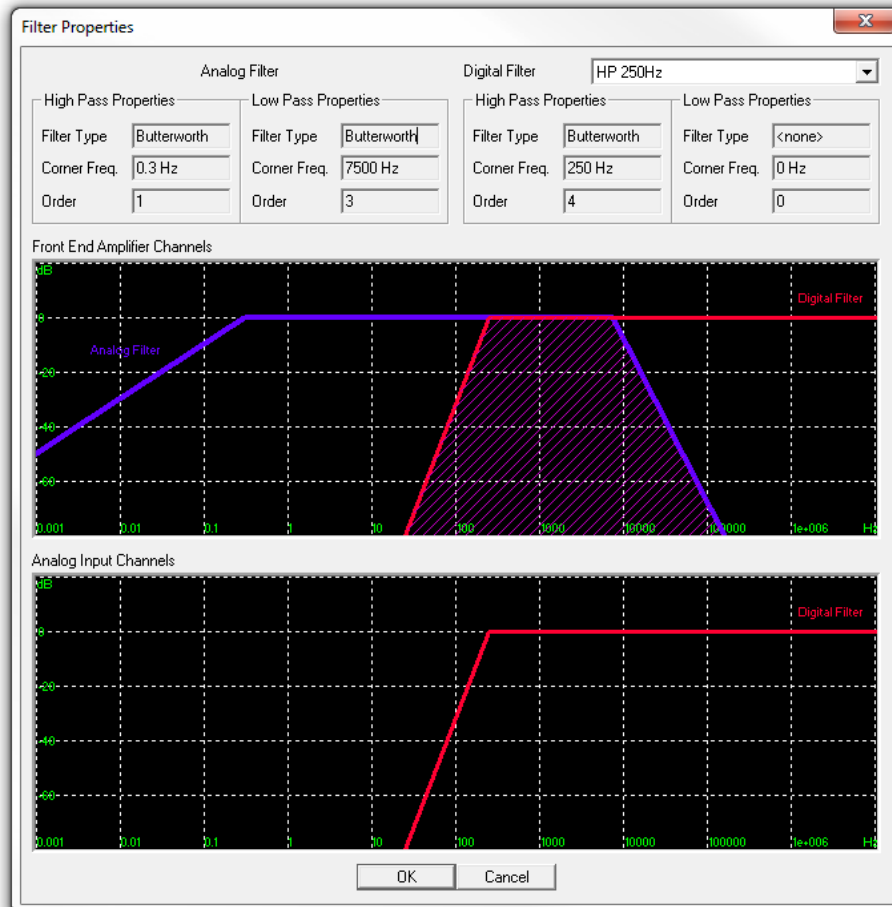 Filter Properties
Analog Filter
Digital Filter
HP 250Hz
High Pass Properties
Filter Type Butterworth
Corner Freq. 0.3 Hz
Order 1
Low Pass Properties
Filter Type Butterworth
Corner Freq. 7500 Hz
Order 3
High Pass Properties
Filter Type Butterworth
Corner Freq. 250 Hz
Order 4
Low Pass Properties
Filter Type <none>
Corner Freq. 0 Hz
Order 0
Front End Amplifier Channels
dB
Digital Filter
0
Analog Filter
-20
-40
-60
0.001 0.01 0.1 1 10 100 1000 10000 100000 1e+006 Hz
Analog Input Channels
dB
Digital Filter
0
-20
-40
-60
0.001 0.01 0.1 1 10 100 1000 10000 100000 1e+006 Hz
OK Cancel